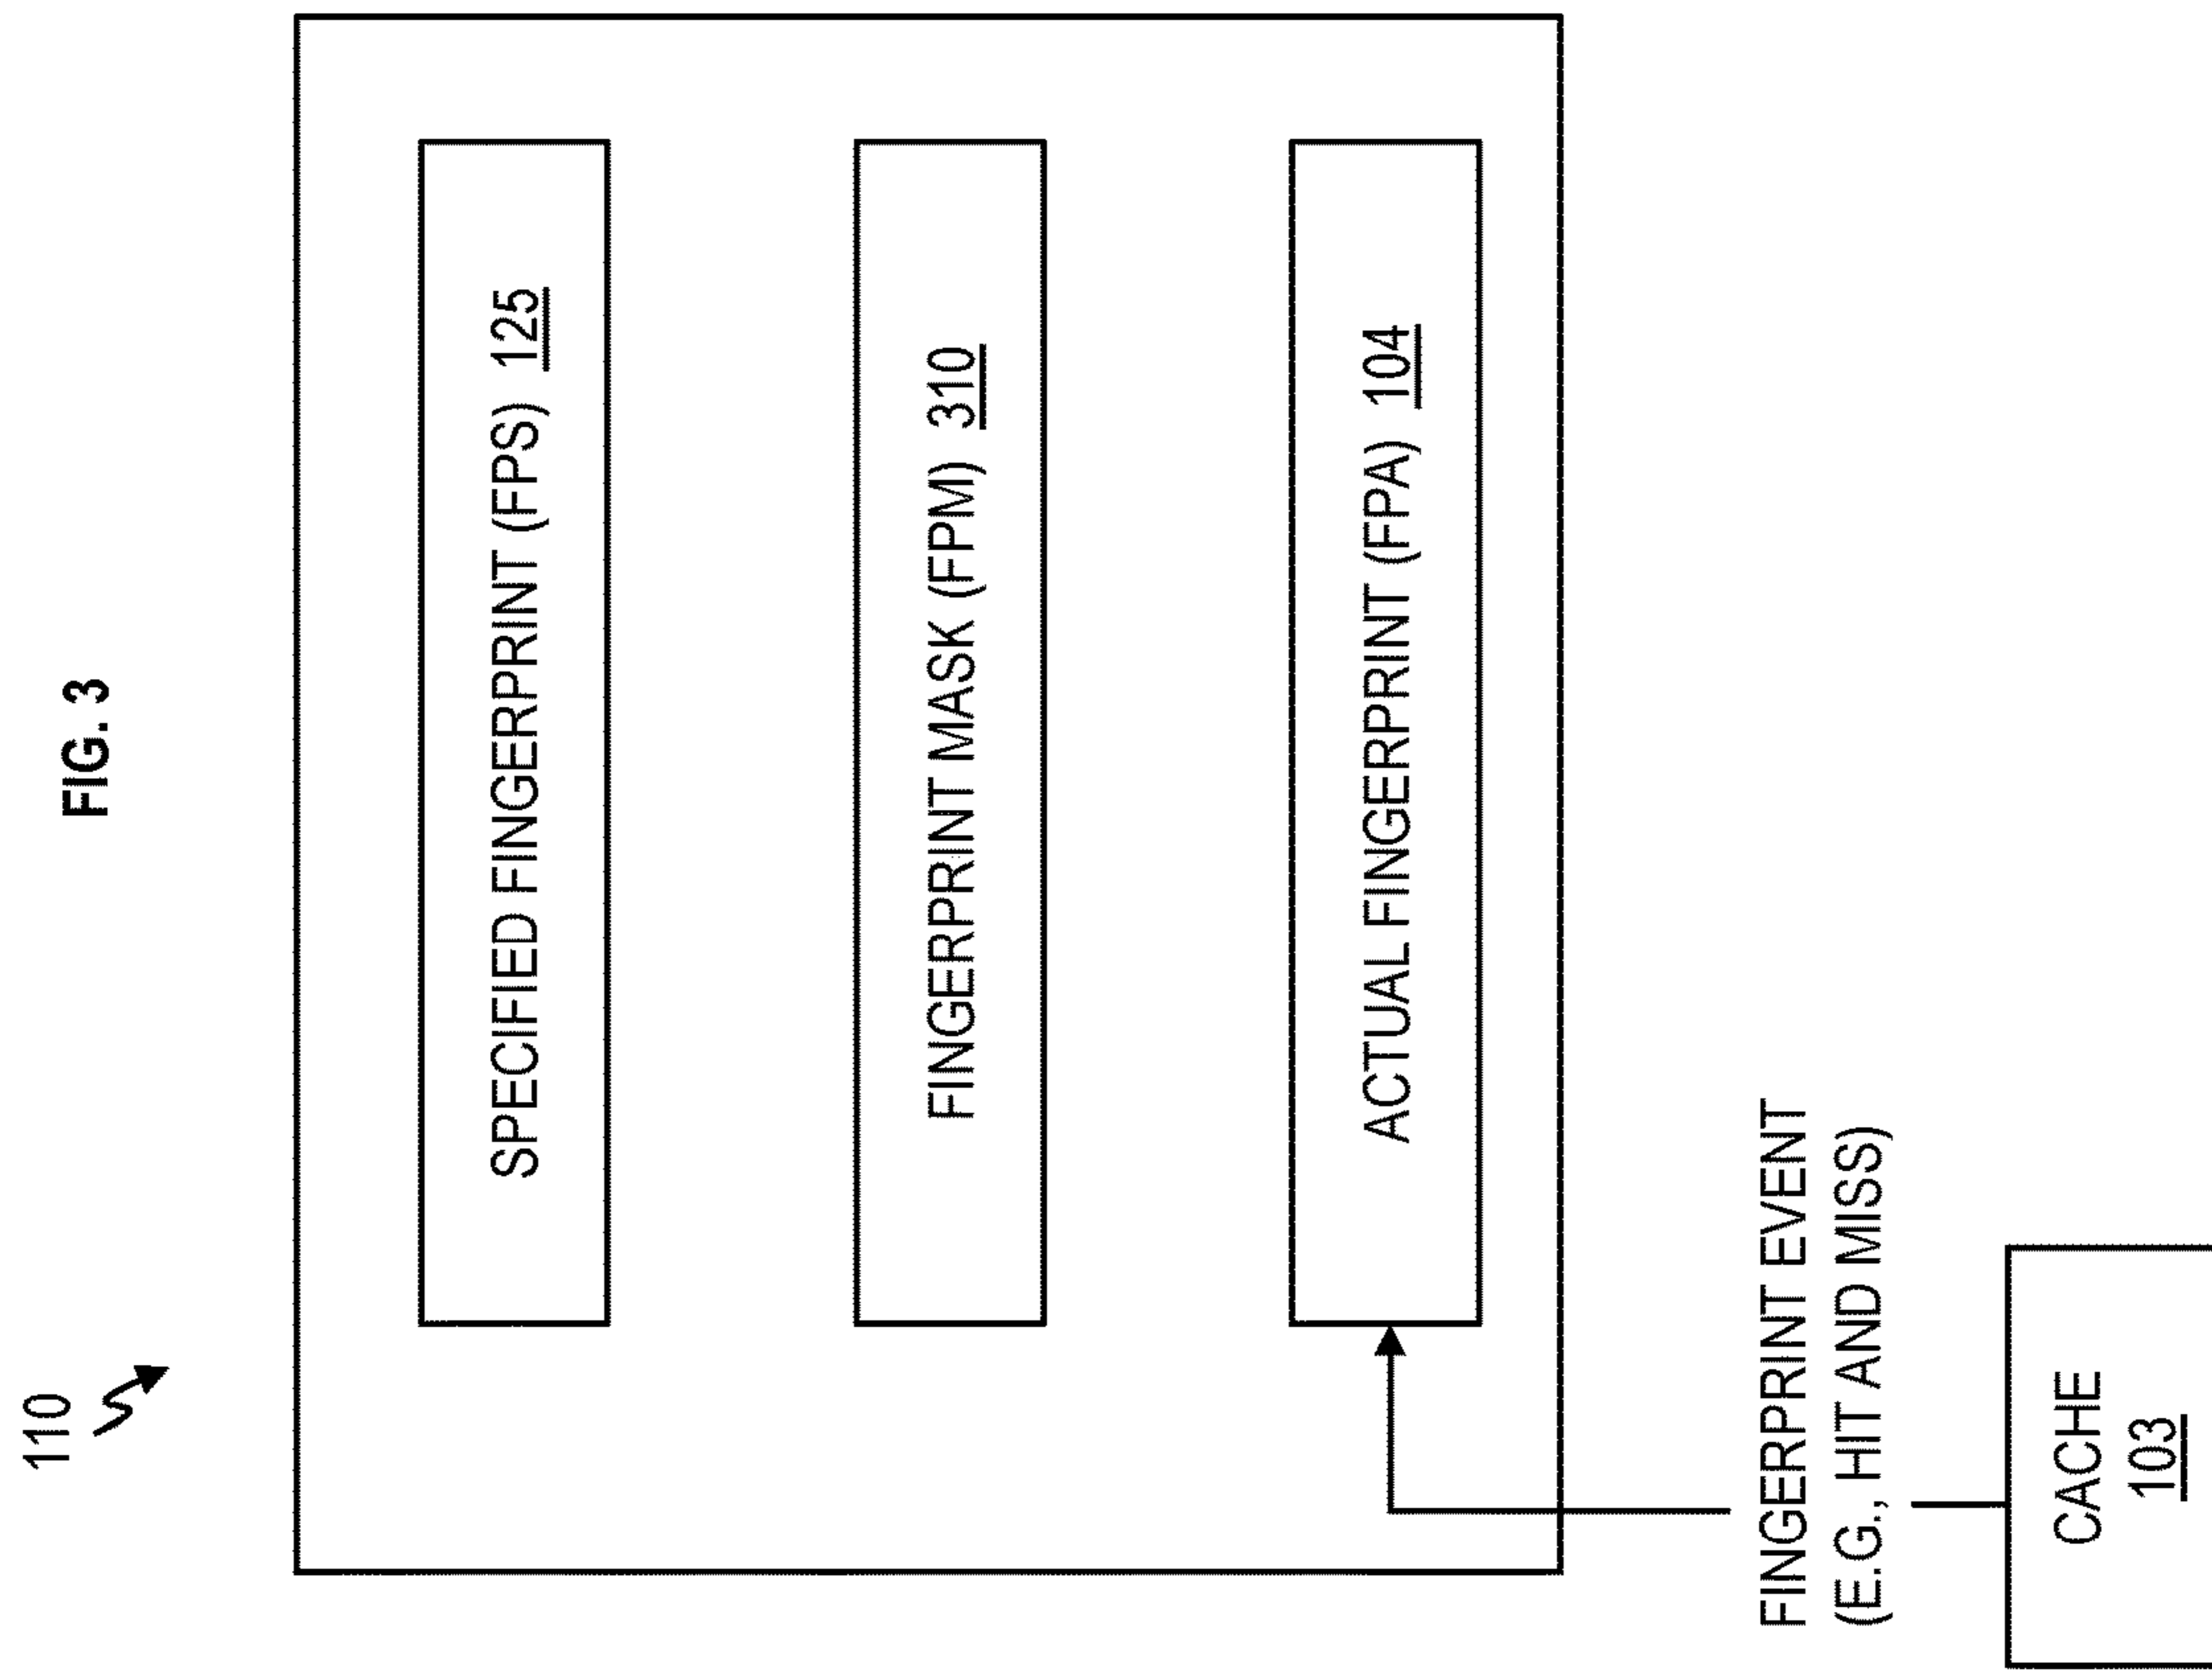 FIG. 3
110
SPECIFIED FINGERPRINT (FPS) 125
FINGERPRINT MASK (FPM) 310
ACTUAL FINGERPRINT (FPA) 104
FINGERPRINT EVENT
(E.G., HIT AND MISS)
CACHE
103